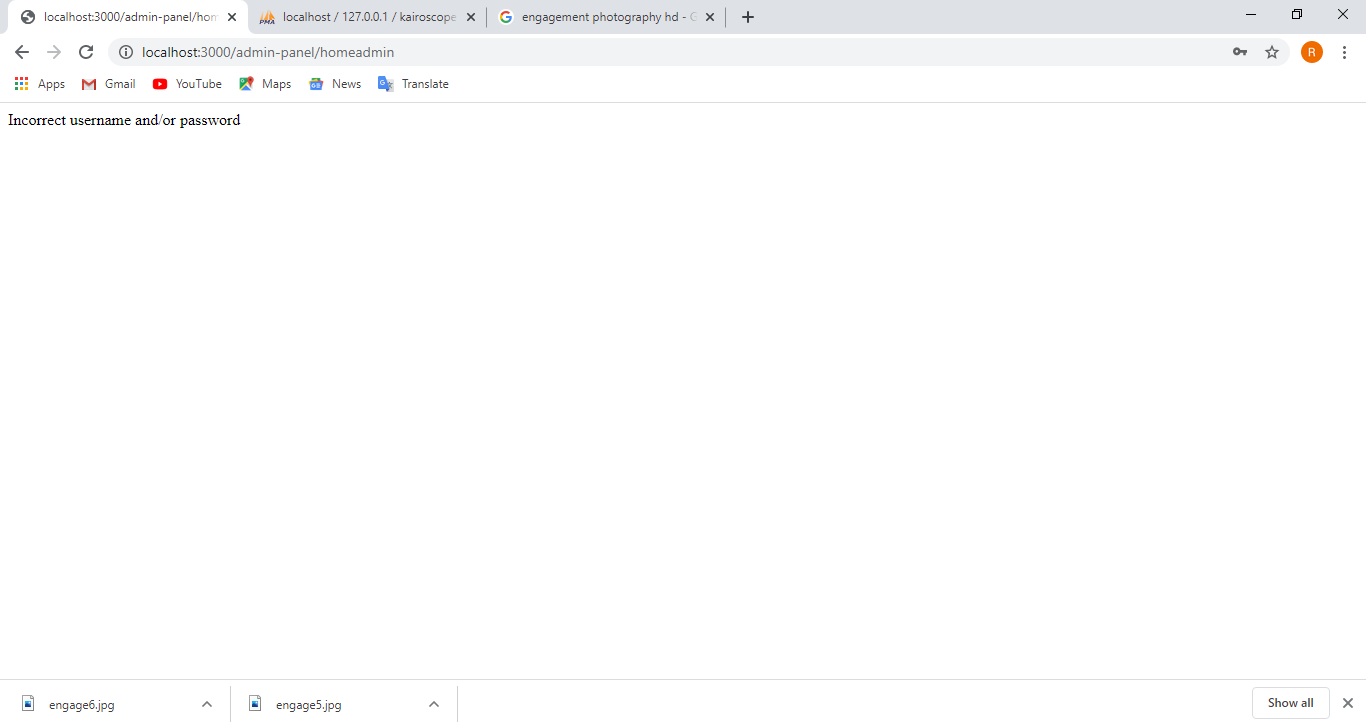 localhost:3000/admin-panel/hom
localhost / 127.0.0.1 / kairoscope
engagement photography hd - G
localhost:3000/admin-panel/homeadmin
R
Apps Gmail YouTube Maps News Translate
Incorrect username and/or password
engage6.jpg
engage5.jpg
Show all